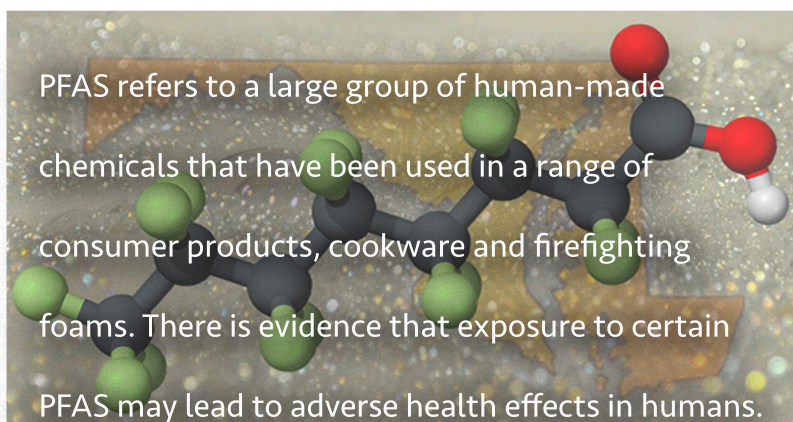 PFAS refers to a large group of human-made
chemicals that have been used in a range of
consumer products, cookware and firefighting
foams. There is evidence that exposure to certain
PFAS may lead to adverse health effects in humans.